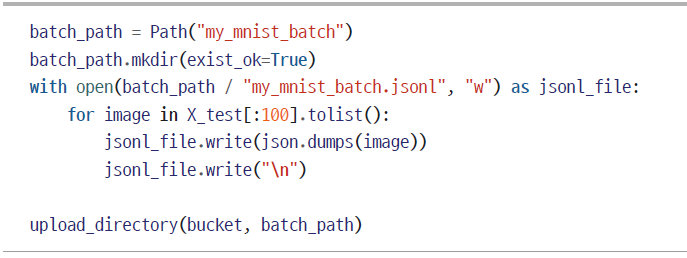 batch_path = Path("my_mnist_batch")
batch_path.mkdir(exist_ok=True)
with open(batch_path / "my_mnist_batch.jsonl", "w") as jsonl_file:
    for image in X_test[:100].tolist():
        jsonl_file.write(json.dumps(image))
        jsonl_file.write("\n")

upload_directory(bucket, batch_path)